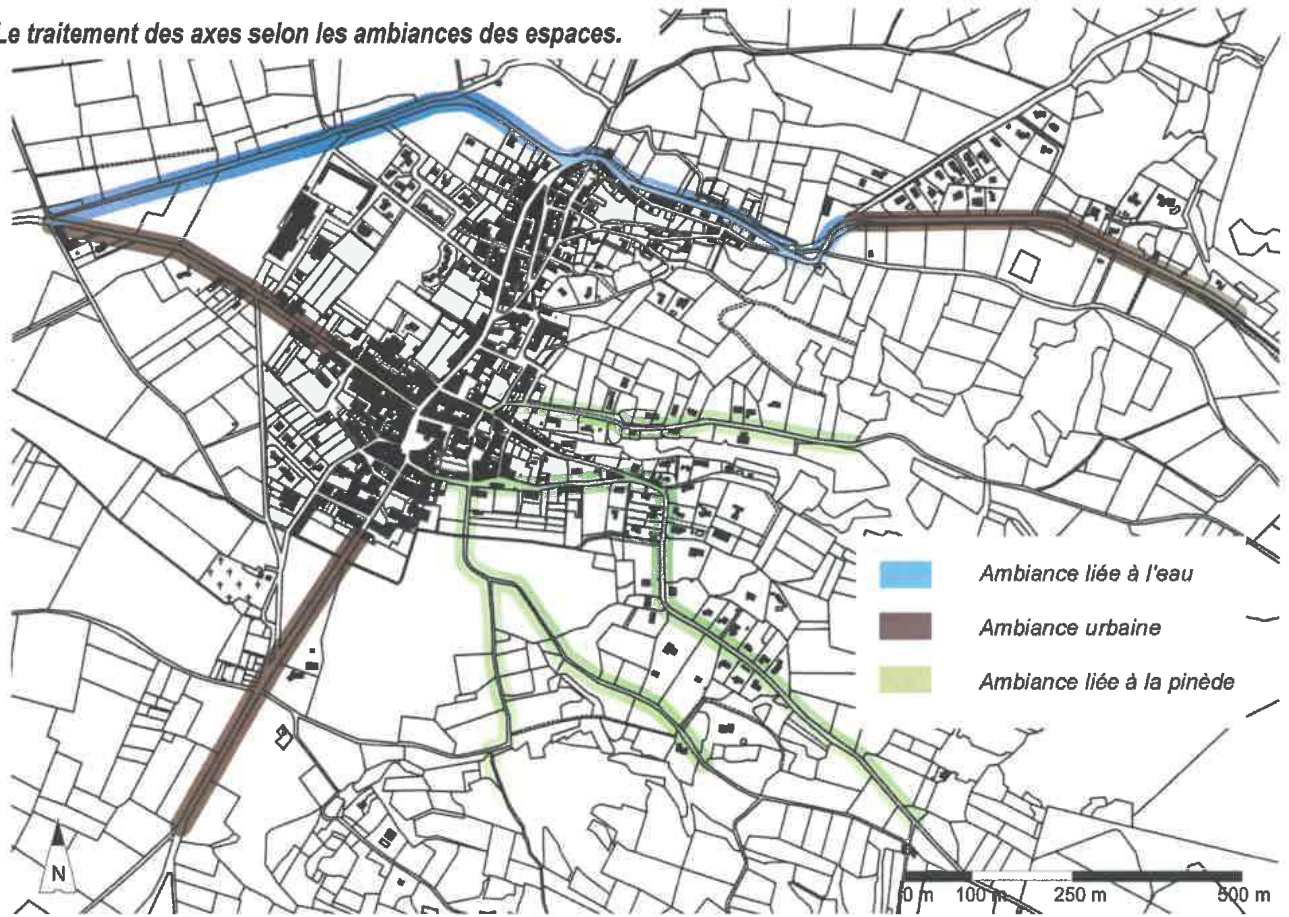 Le traitement des axes selon les ambiances des espaces.
Ambiance liée à l'eau
Ambiance urbaine
Ambiance liée à la pinède
N
0 m 100 m 250 m 500 m